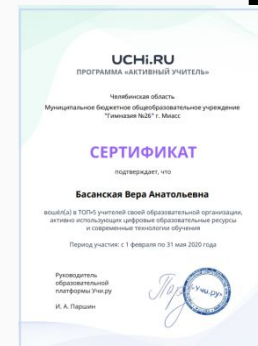 UCHi.RU
ПРОГРАММА «АКТИВНЫЙ УЧИТЕЛЬ»
Челябинская область
Муниципальное бюджетное общеобразовательное учреждение
"Гимназия №26" г. Миасс
СЕРТИФИКАТ
подтверждает, что
Басанская Вера Анатольевна
вошёл(а) в ТОП-5 учителей своей образовательной организации,
активно использующих цифровые образовательные ресурсы
и современные технологии обучения
Период участия: с 1 февраля по 31 мая 2020 года
Руководитель
образовательной
платформы Учи.ру
И. А. Паршин
«Учи.ру»